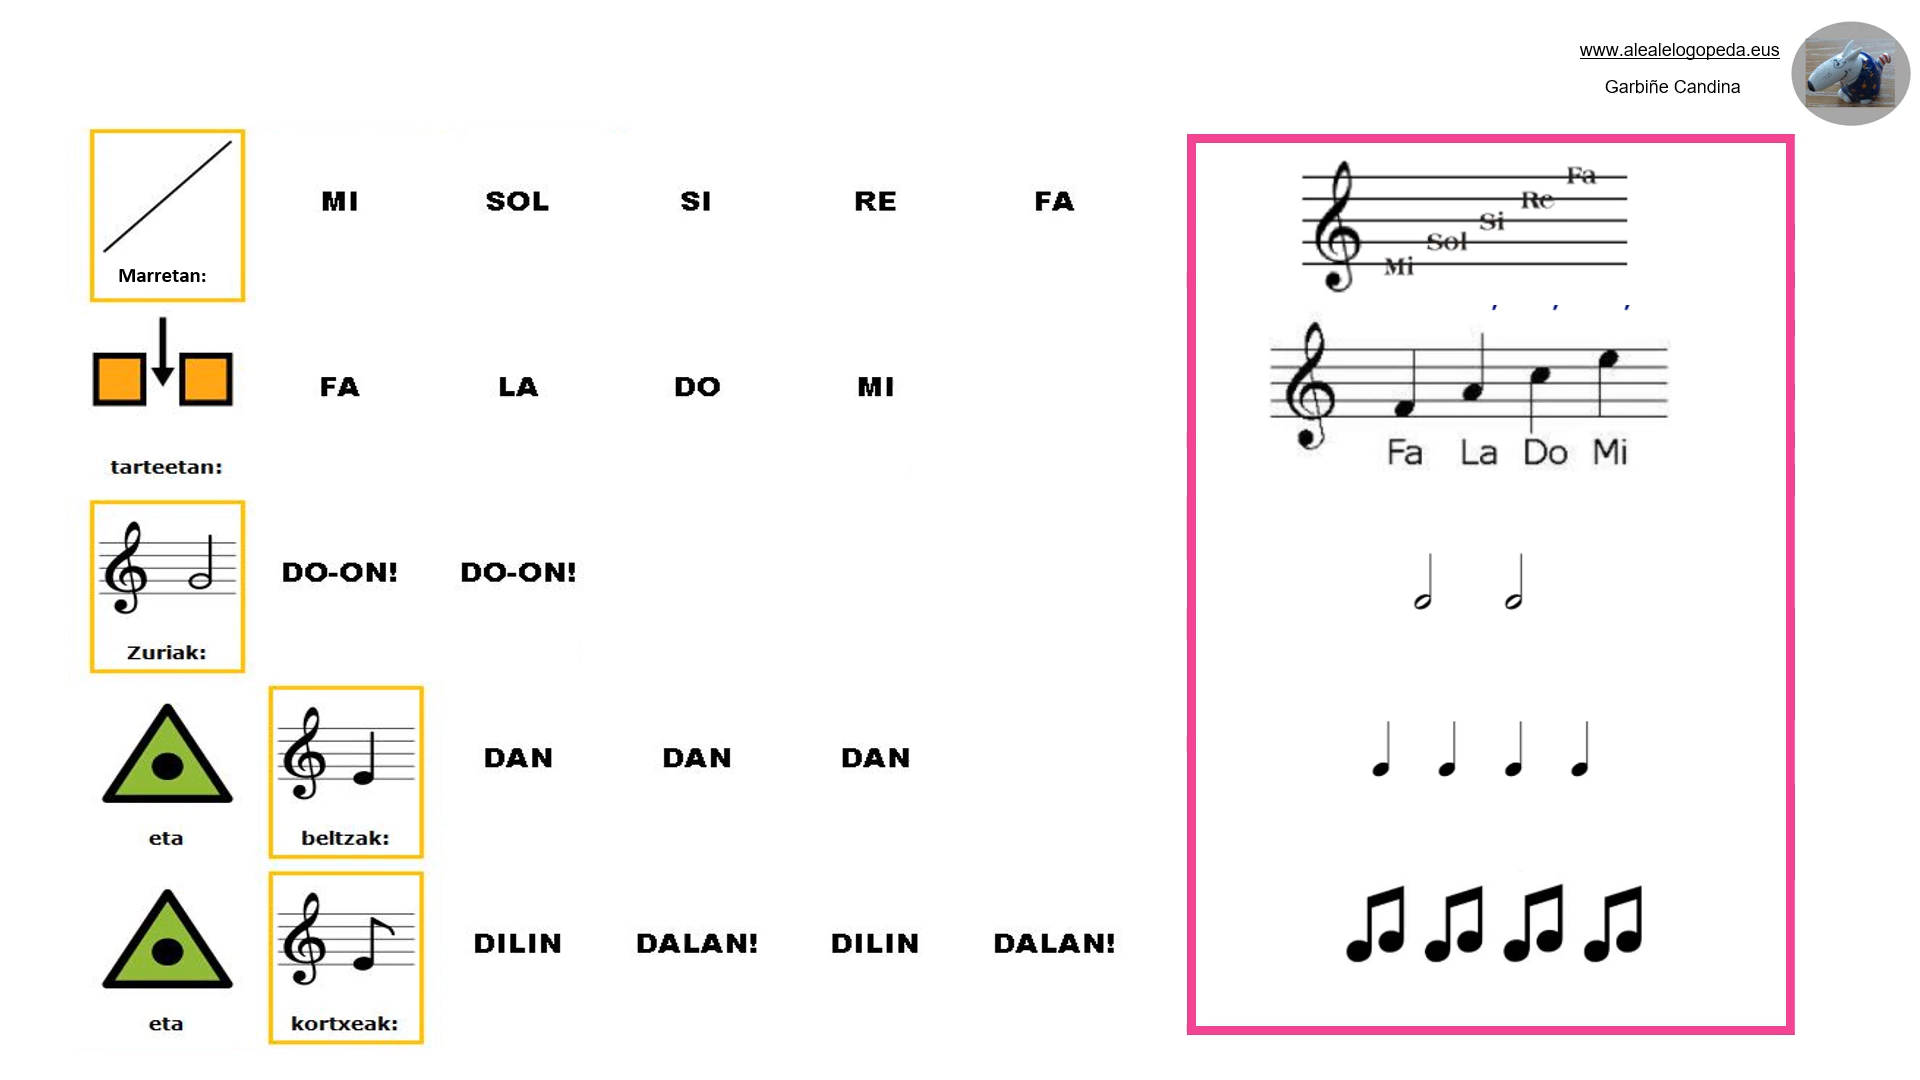 www.alealelogopeda.eus
Garbiñe Candina
Marretan: MI SOL SI RE FA
tarteetan: FA LA DO MI
Zuriak: DO-ON! DO-ON!
eta beltzak: DAN DAN DAN
eta kortxeak: DILIN DALAN! DILIN DALAN!
Fa
Re
Si
Sol
Mi
Fa La Do Mi